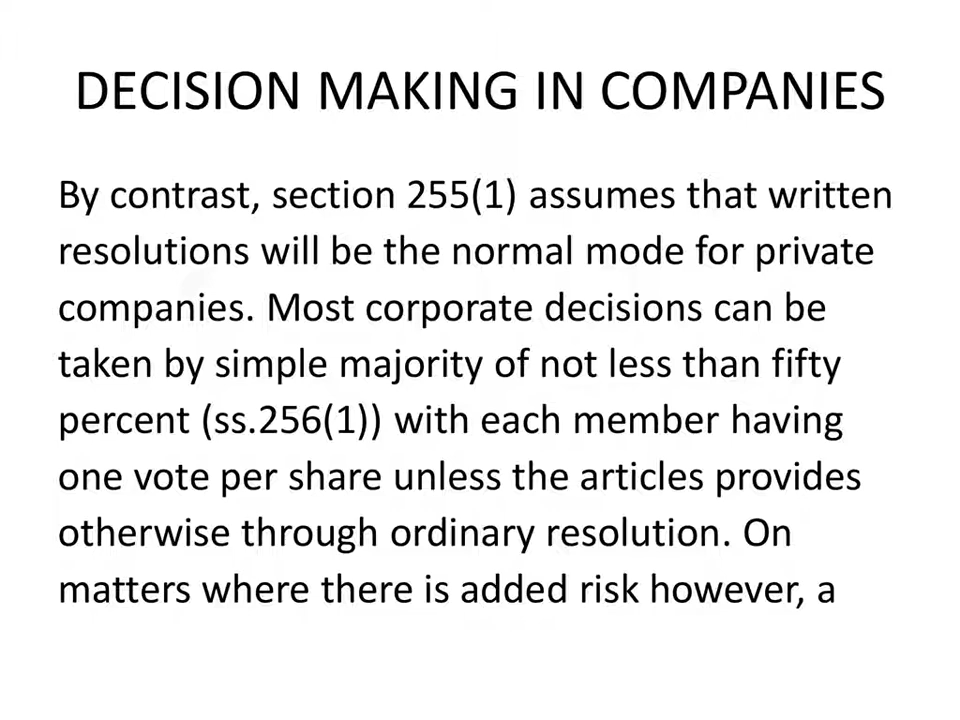 DECISION MAKING IN COMPANIES
By contrast, section 255(1) assumes that written
resolutions will be the normal mode for private
companies. Most corporate decisions can be
taken by simple majority of not less than fifty
percent (ss.256(1)) with each member having
one vote per share unless the articles provides
otherwise through ordinary resolution. On
matters where there is added risk however, a